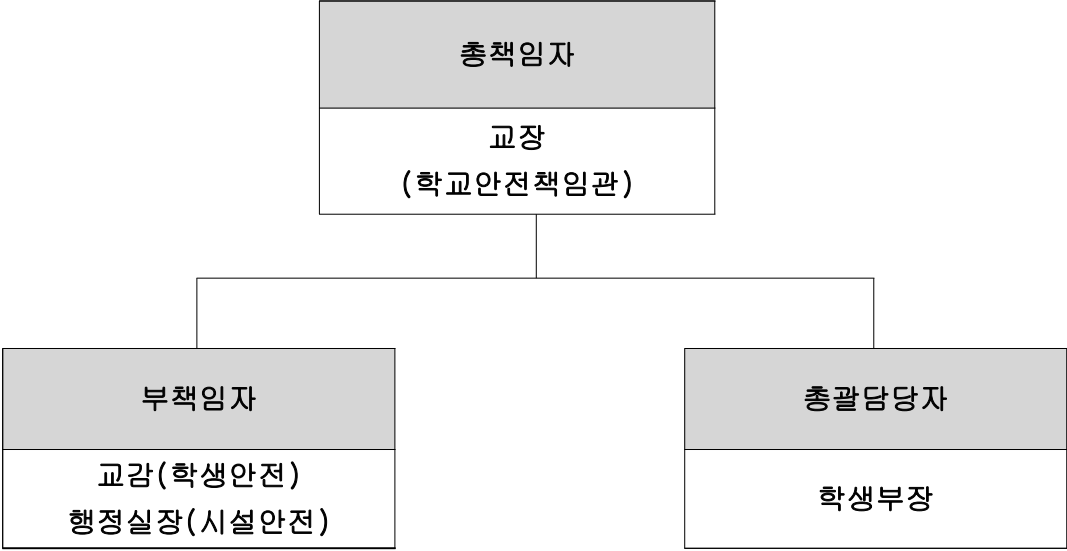 총책임자
교장
(학교안전책임관)
부책임자
교감(학생안전)
행정실장(시설안전)
총괄담당자
학생부장